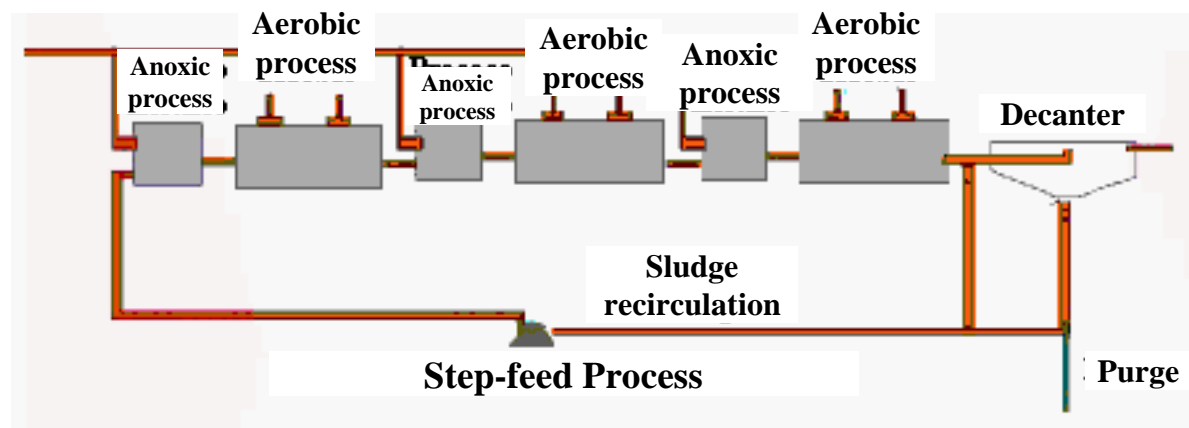 Anoxic
process
Aerobic
process
Anoxic
process
Aerobic
process
Anoxic
process
Aerobic
process
Decanter
Sludge
recirculation
Step-feed Process
Purge